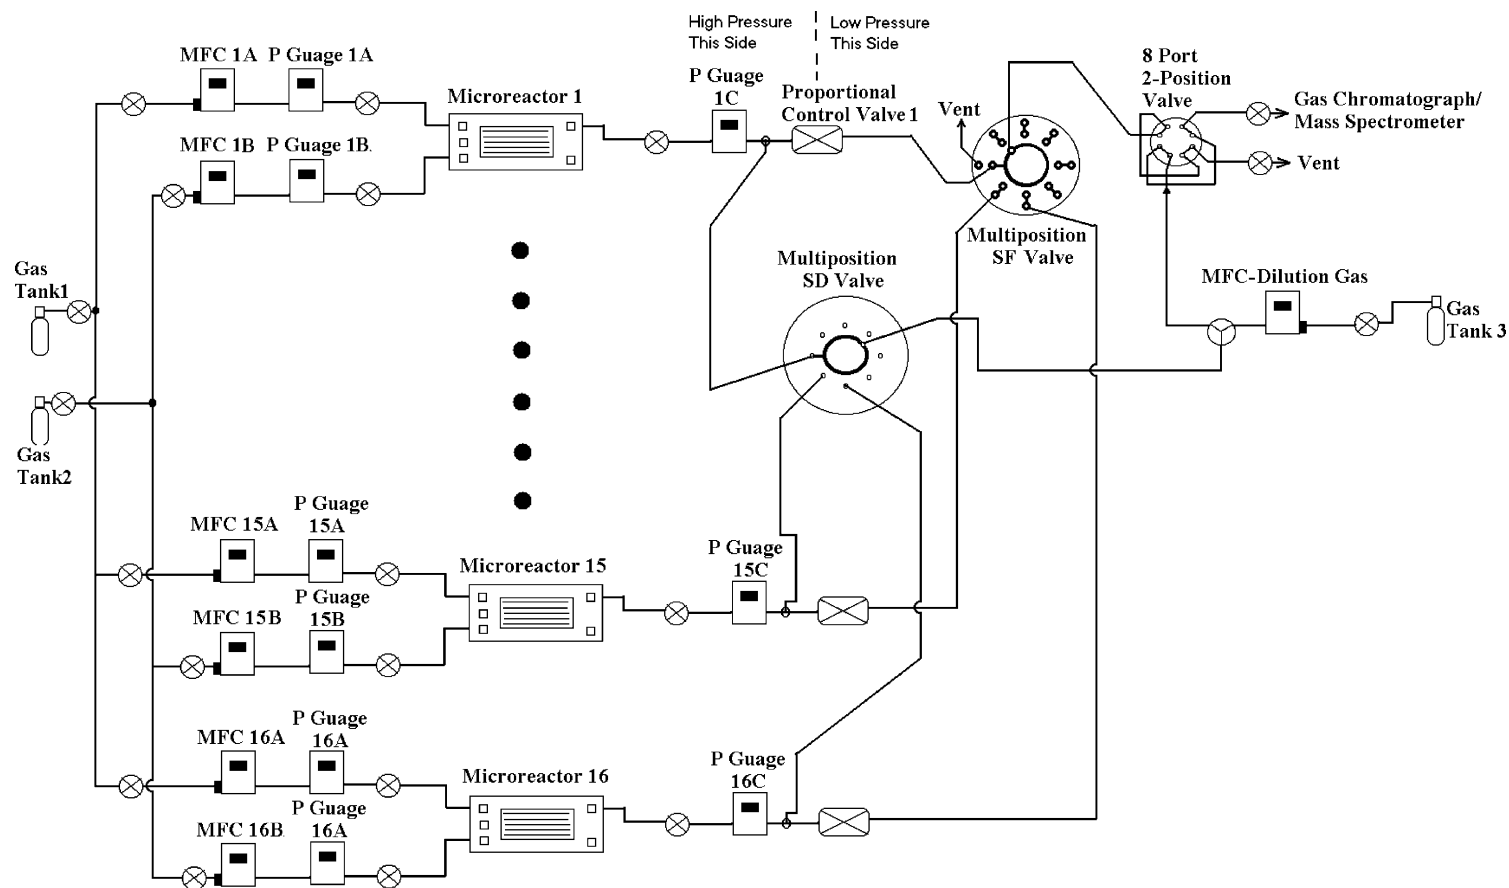 High Pressure
This Side
Low Pressure
This Side
MFC 1A
P Guage 1A
Microreactor 1
P Guage
1C
Proportional
Control Valve 1
Vent
8 Port
2-Position
Valve
Gas Chromatograph/
Mass Spectrometer
Vent
MFC 1B
P Guage 1B.
Multiposition
SF Valve
Multiposition
SD Valve
MFC-Dilution Gas
Gas
Tank 3
Gas
Tank1
Gas
Tank2
MFC 15A
P Guage
15A
Microreactor 15
P Guage
15C
MFC 15B
P Guage
15B
MFC 16A
P Guage
16A
Microreactor 16
P Guage
16C
MFC 16B
P Guage
16A